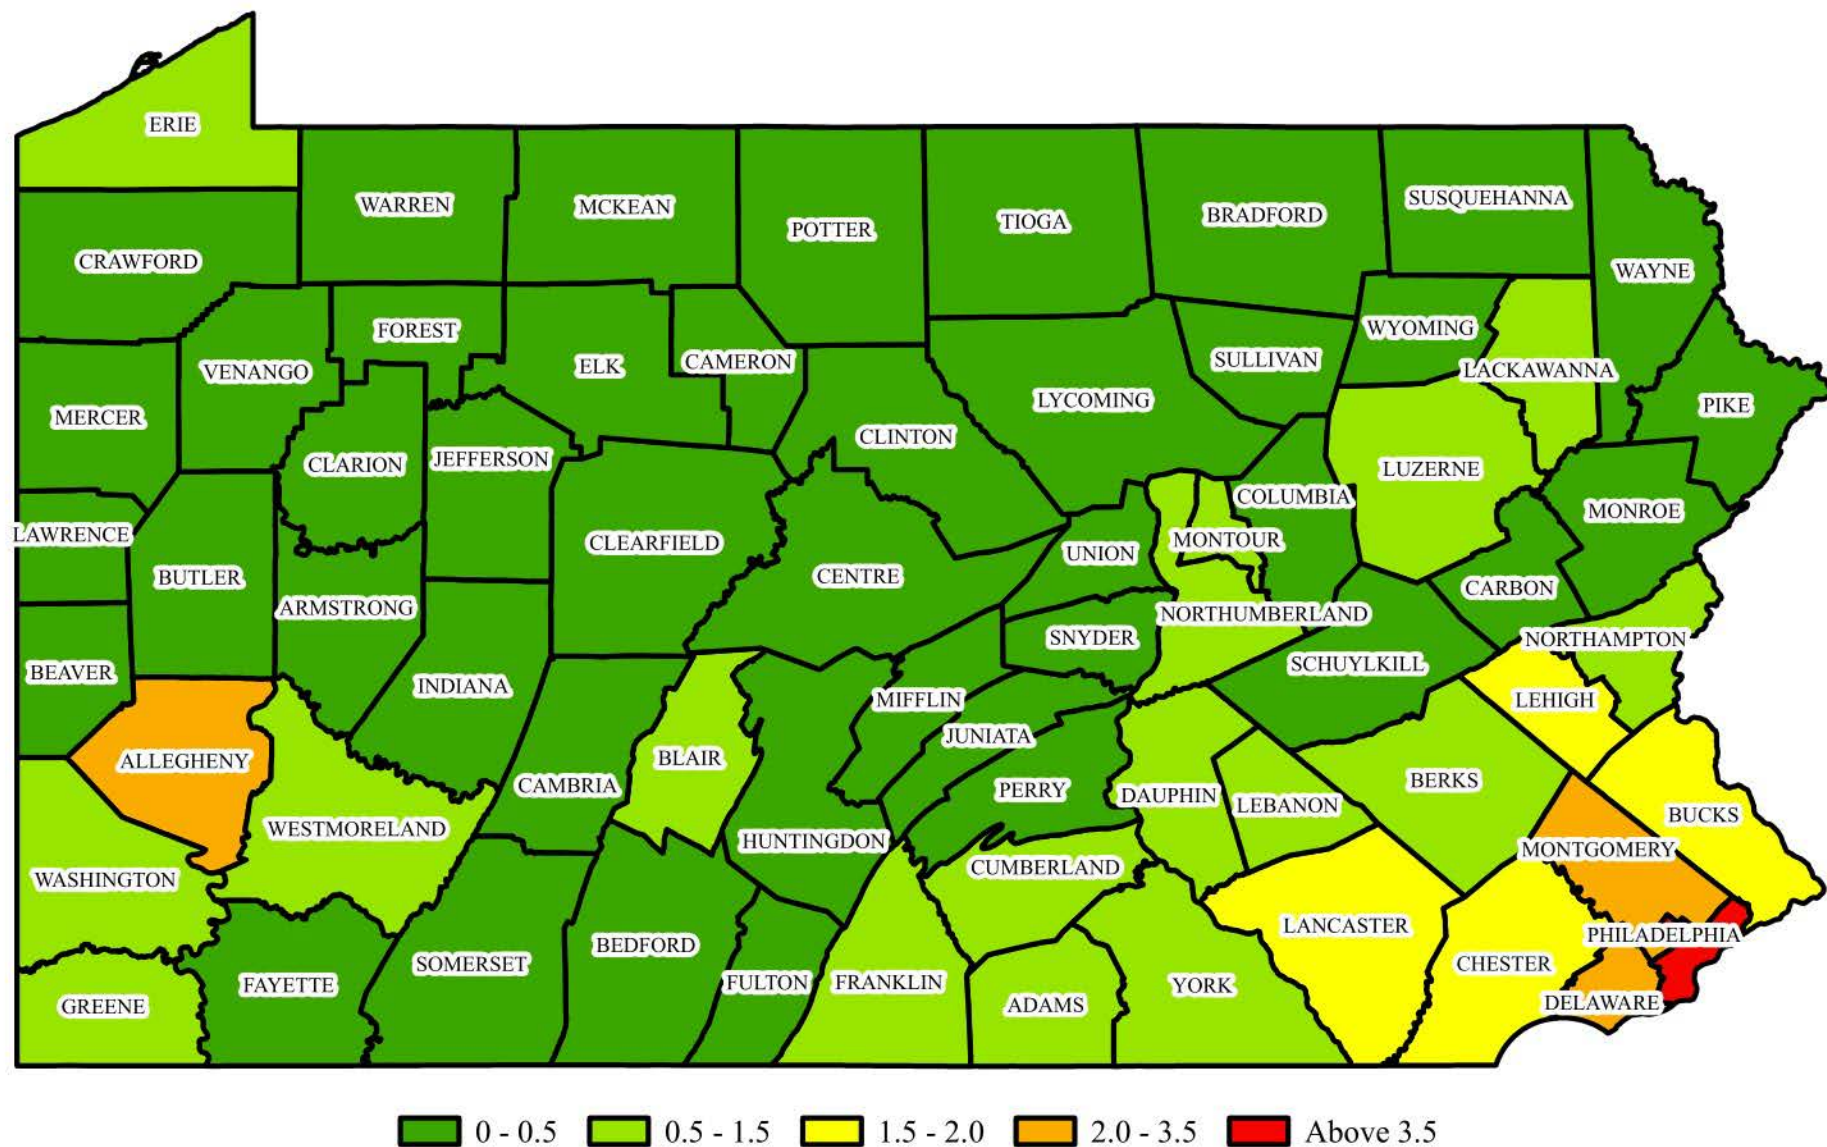 ERIE
WARREN
MCKEAN
POTTER
TIOGA
BRADFORD
SUSQUEHANNA
WAYNE
CRAWFORD
FOREST
VENANGO
ELK
CAMERON
SULLIVAN
WYOMING
LACKAWANNA
PIKE
MERCER
CLARION
JEFFERSON
CLINTON
LYCOMING
LUZERNE
COLUMBIA
MONROE
LAWRENCE
BUTLER
ARMSTRONG
CLEARFIELD
CENTRE
UNION
MONTOUR
CARBON
NORTHUMBERLAND
SNYDER
NORTHAMPTON
BEAVER
INDIANA
MIFFLIN
SCHUYLKILL
LEHIGH
ALLEGHENY
BLAIR
JUNIATA
CAMBRIA
PERRY
DAUPHIN
LEBANON
BERKS
BUCKS
WESTMORELAND
HUNTINGDON
MONTGOMERY
WASHINGTON
CUMBERLAND
LANCASTER
PHILADELPHIA
GREENE
FAYETTE
SOMERSET
BEDFORD
FULTON
FRANKLIN
ADAMS
YORK
CHESTER
DELAWARE
0 - 0.5
0.5 - 1.5
1.5 - 2.0
2.0 - 3.5
Above 3.5